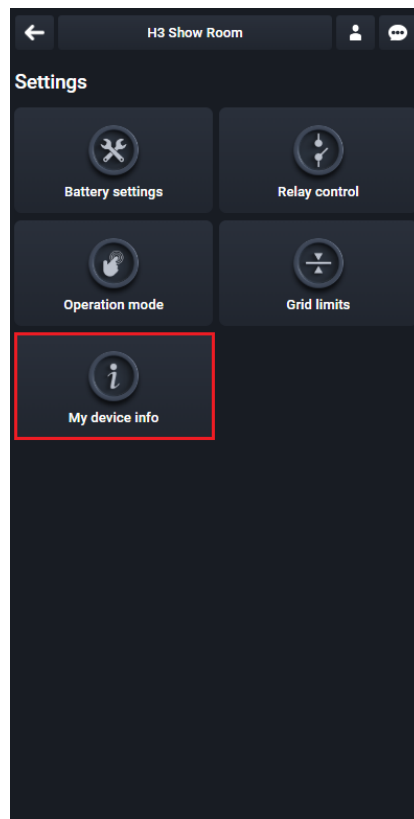 H3 Show Room
Settings
Battery settings
Relay control
Operation mode
Grid limits
My device info